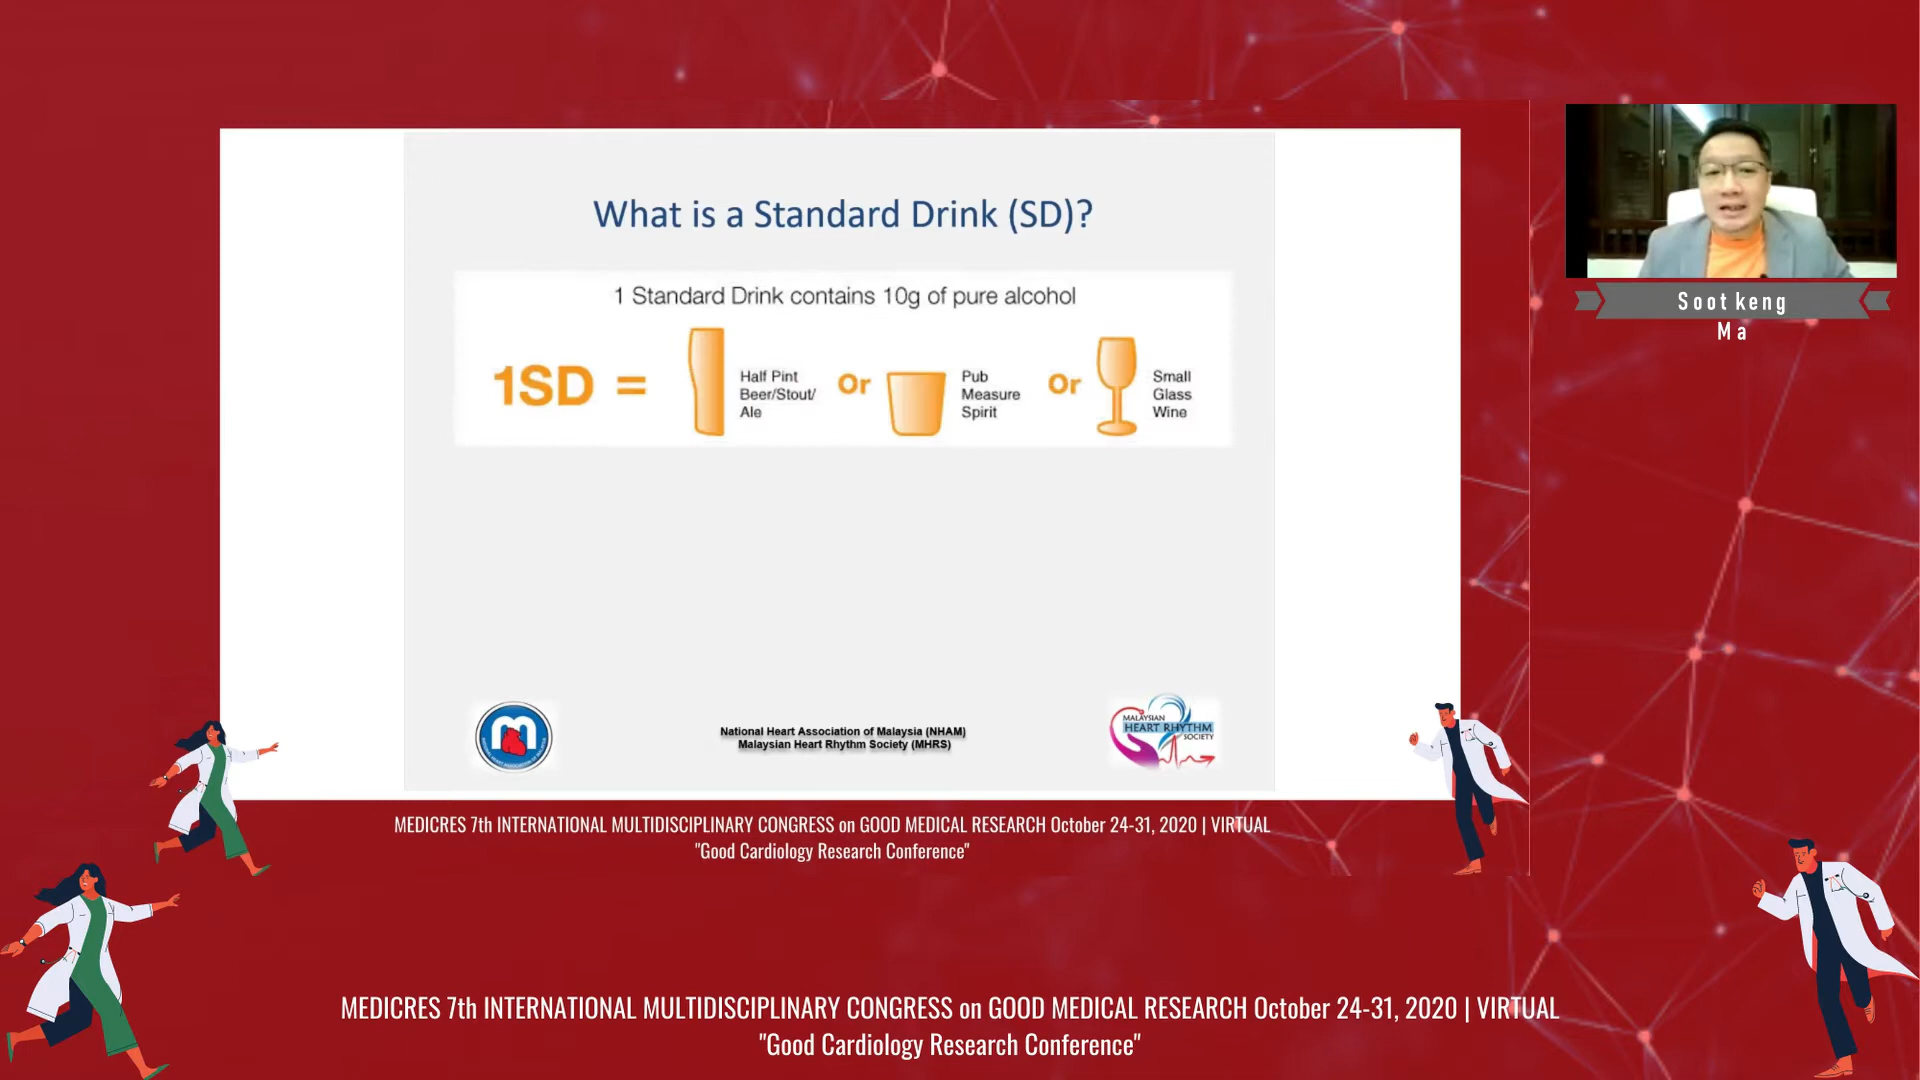 What is a Standard Drink (SD)?
1 Standard Drink contains 10g of pure alcohol
1SD =
Half Pint
Beer/Stout/
Ale
Or
Pub
Measure
Spirit
Or
Small
Glass
Wine
National Heart Association of Malaysia (NHAM)
Malaysian Heart Rhythm Society (MHRS)
MALAYSIAN
HEART RHYTHM
SOCIETY
Soot keng
Ma
MEDICRES 7th INTERNATIONAL MULTIDISCIPLINARY CONGRESS on GOOD MEDICAL RESEARCH October 24-31, 2020 | VIRTUAL
"Good Cardiology Research Conference"
MEDICRES 7th INTERNATIONAL MULTIDISCIPLINARY CONGRESS on GOOD MEDICAL RESEARCH October 24-31, 2020 | VIRTUAL
"Good Cardiology Research Conference"